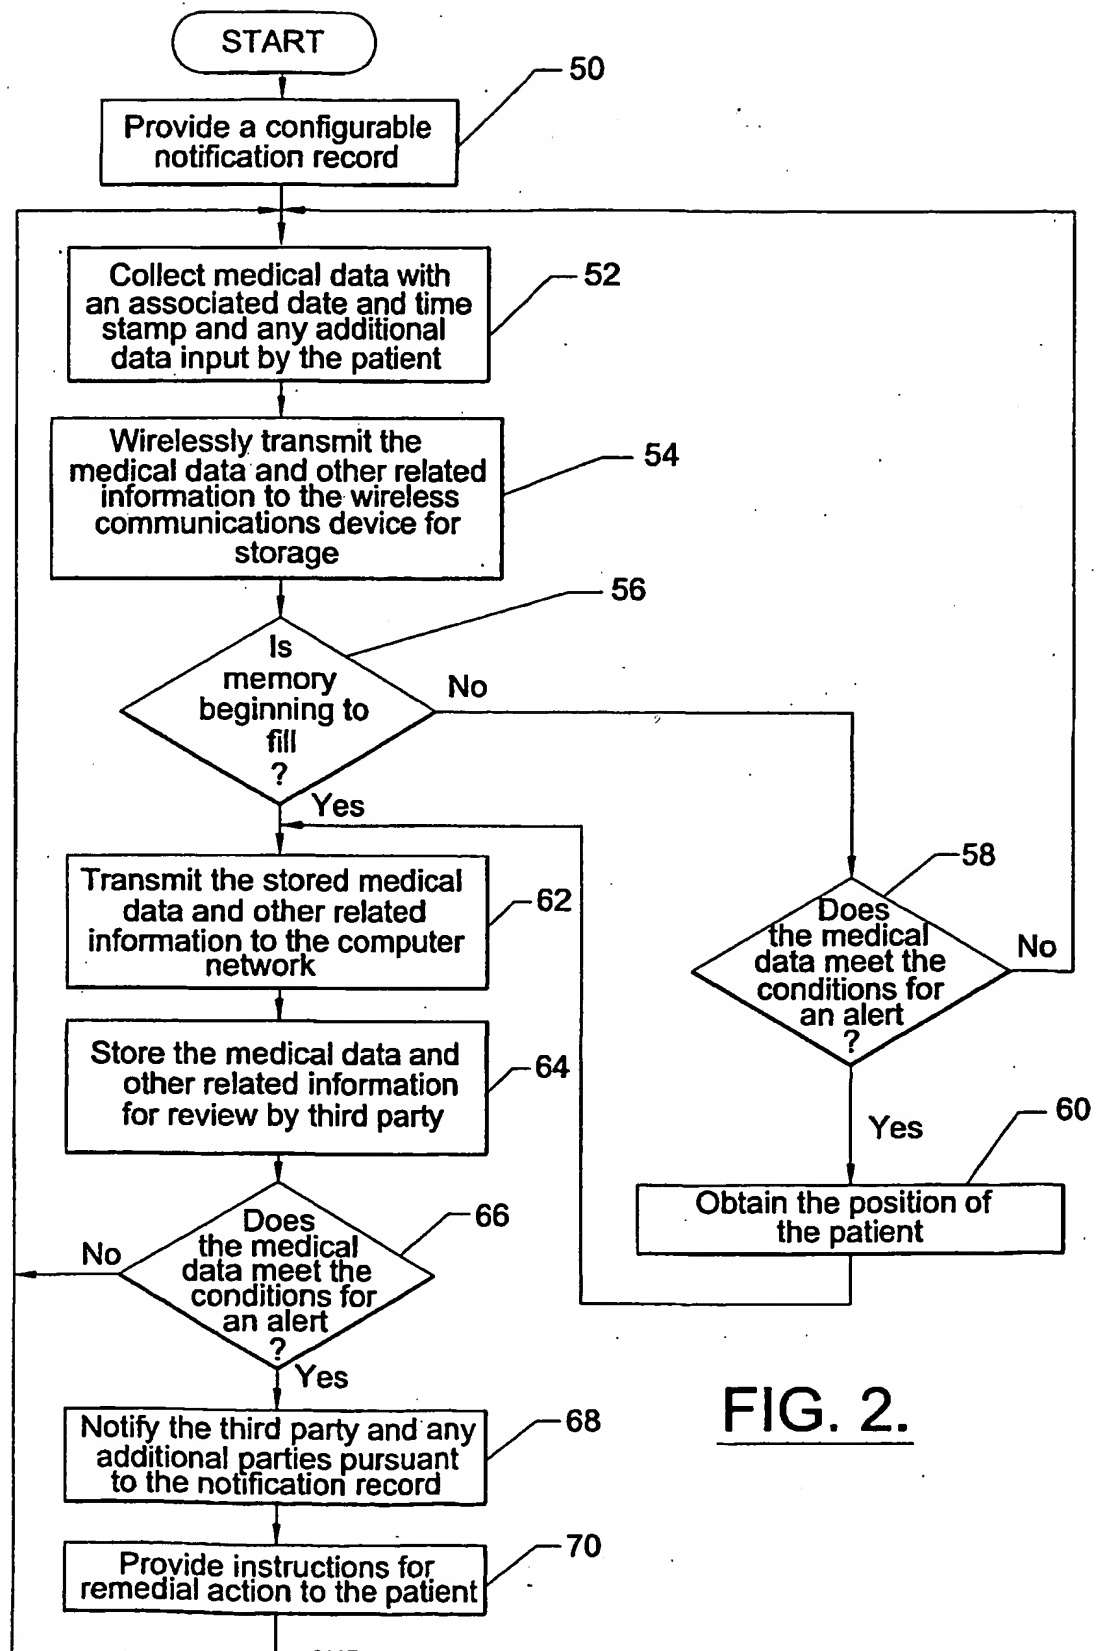 START
50
Provide a configurable
notification record
52
Collect medical data with
an associated date and time
stamp and any additional
data input by the patient
54
Wirelessly transmit the
medical data and other related
information to the wireless
communications device for
storage
56
Is
memory
beginning to
fill
?
No
Yes
58
Does
the medical
data meet the
conditions for
an alert
?
No
Yes
60
Obtain the position of
the patient
62
Transmit the stored medical
data and other related
information to the computer
network
64
Store the medical data and
other related information
for review by third party
66
Does
the medical
data meet the
conditions for
an alert
?
No
Yes
68
Notify the third party and any
additional parties pursuant
to the notification record
70
Provide instructions for
remedial action to the patient
FIG. 2.